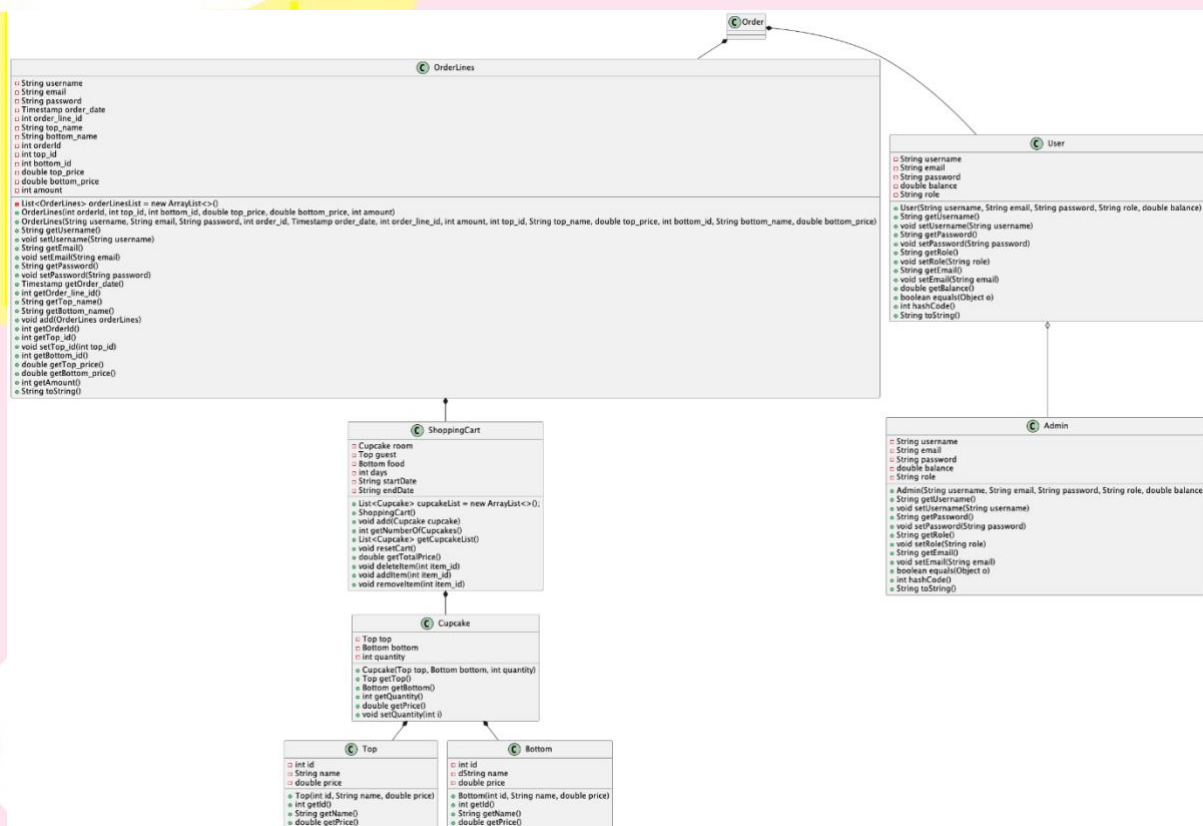 C Order
C OrderLines
String username
String email
String password
Timestamp order_date
int order_line_id
String top_name
String bottom_name
int orderId
int top_id
int bottom_id
double top_price
double bottom_price
int amount
List<OrderLines> orderLinesList = new ArrayList<>()
OrderLines(int orderId, int top_id, int bottom_id, double top_price, double bottom_price, int amount)
OrderLines(String username, String email, String password, int order_id, Timestamp order_date, int order_line_id, int amount, int top_id, String top_name, double top_price, int bottom_id, String bottom_name, double bottom_price)
String getUsername()
void setUsername(String username)
String getEmail()
void setEmail(String email)
String getPassword()
void setPassword(String password)
Timestamp getOrder_date()
int getOrder_line_id()
String getTop_name()
String getBottom_name()
void add(OrderLines orderLines)
int getOrderId()
int getTop_id()
void setTop_id(int top_id)
int getBottom_id()
double getTop_price()
double getBottom_price()
int getAmount()
String toString()
C User
String username
String email
String password
double balance
String role
User(String username, String email, String password, String role, double balance)
String getUsername()
void setUsername(String username)
String getPassword()
void setPassword(String password)
String getRole()
void setRole(String role)
String getEmail()
void setEmail(String email)
double getBalance()
boolean equals(Object o)
int hashCode()
String toString()
C ShoppingCart
Cupcake room
Top guest
Bottom food
int days
String startDate
String endDate
List<Cupcake> cupcakeList = new ArrayList<>();
ShoppingCart()
void add(Cupcake cupcake)
int getNumberOfCupcakes()
List<Cupcake> getCupcakeList()
void resetCart()
double getTotalPrice()
void deleteItem(int item_id)
void addItem(int item_id)
void removeItem(int item_id)
C Admin
String username
String email
String password
double balance
String role
Admin(String username, String email, String password, String role, double balance
String getUsername()
void setUsername(String username)
String getPassword()
void setPassword(String password)
String getRole()
void setRole(String role)
String getEmail()
void setEmail(String email)
boolean equals(Object o)
int hashCode()
String toString()
C Cupcake
Top top
Bottom bottom
int quantity
Cupcake(Top top, Bottom bottom, int quantity)
Top getTop()
Bottom getBottom()
int getQuantity()
double getPrice()
void setQuantity(int i)
C Top
int id
String name
double price
Top(int id, String name, double price)
int getId()
String getName()
double getPrice()
C Bottom
int id
dString name
double price
Bottom(int id, String name, double price)
int getId()
String getName()
double getPrice()